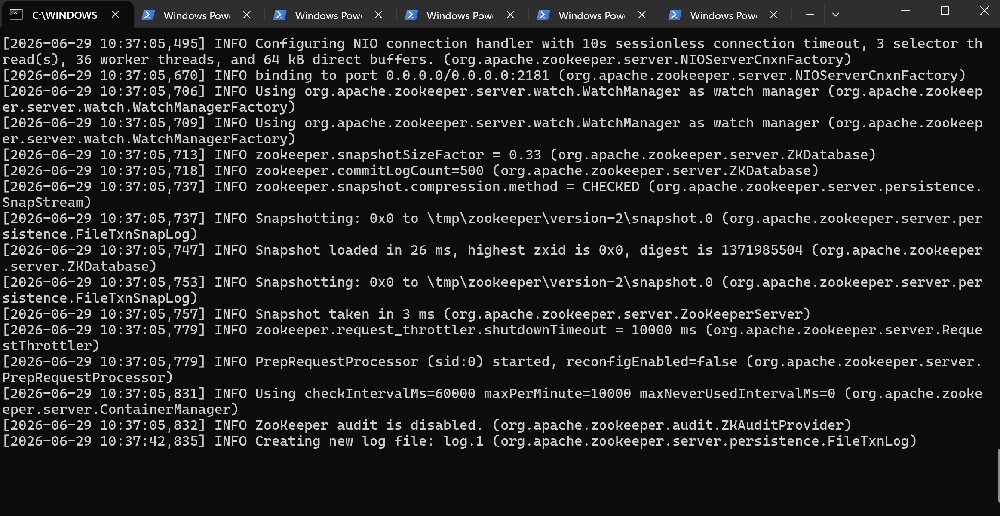 C:\WINDOWS\
Windows Pow
Windows Pow
Windows Pow
Windows Pow
Windows Pow
[2026-06-29 10:37:05,495] INFO Configuring NIO connection handler with 10s sessionless connection timeout, 3 selector th
read(s), 36 worker threads, and 64 kB direct buffers. (org.apache.zookeeper.server.NIOServerCnxnFactory)
[2026-06-29 10:37:05,670] INFO binding to port 0.0.0.0/0.0.0.0:2181 (org.apache.zookeeper.server.NIOServerCnxnFactory)
[2026-06-29 10:37:05,706] INFO Using org.apache.zookeeper.server.watch.WatchManager as watch manager (org.apache.zookeep
er.server.watch.WatchManagerFactory)
[2026-06-29 10:37:05,709] INFO Using org.apache.zookeeper.server.watch.WatchManager as watch manager (org.apache.zookeep
er.server.watch.WatchManagerFactory)
[2026-06-29 10:37:05,713] INFO zookeeper.snapshotSizeFactor = 0.33 (org.apache.zookeeper.server.ZKDatabase)
[2026-06-29 10:37:05,718] INFO zookeeper.commitLogCount=500 (org.apache.zookeeper.server.ZKDatabase)
[2026-06-29 10:37:05,737] INFO zookeeper.snapshot.compression.method = CHECKED (org.apache.zookeeper.server.persistence.
SnapStream)
[2026-06-29 10:37:05,737] INFO Snapshotting: 0x0 to \tmp\zookeeper\version-2\snapshot.0 (org.apache.zookeeper.server.per
sistence.FileTxnSnapLog)
[2026-06-29 10:37:05,747] INFO Snapshot loaded in 26 ms, highest zxid is 0x0, digest is 1371985504 (org.apache.zookeeper
.server.ZKDatabase)
[2026-06-29 10:37:05,753] INFO Snapshotting: 0x0 to \tmp\zookeeper\version-2\snapshot.0 (org.apache.zookeeper.server.per
sistence.FileTxnSnapLog)
[2026-06-29 10:37:05,757] INFO Snapshot taken in 3 ms (org.apache.zookeeper.server.ZooKeeperServer)
[2026-06-29 10:37:05,779] INFO zookeeper.request_throttler.shutdownTimeout = 10000 ms (org.apache.zookeeper.server.Reque
stThrottler)
[2026-06-29 10:37:05,779] INFO PrepRequestProcessor (sid:0) started, reconfigEnabled=false (org.apache.zookeeper.server.
PrepRequestProcessor)
[2026-06-29 10:37:05,831] INFO Using checkIntervalMs=60000 maxPerMinute=10000 maxNeverUsedIntervalMs=0 (org.apache.zooke
eper.server.ContainerManager)
[2026-06-29 10:37:05,832] INFO ZooKeeper audit is disabled. (org.apache.zookeeper.audit.ZKAuditProvider)
[2026-06-29 10:37:42,835] INFO Creating new log file: log.1 (org.apache.zookeeper.server.persistence.FileTxnLog)